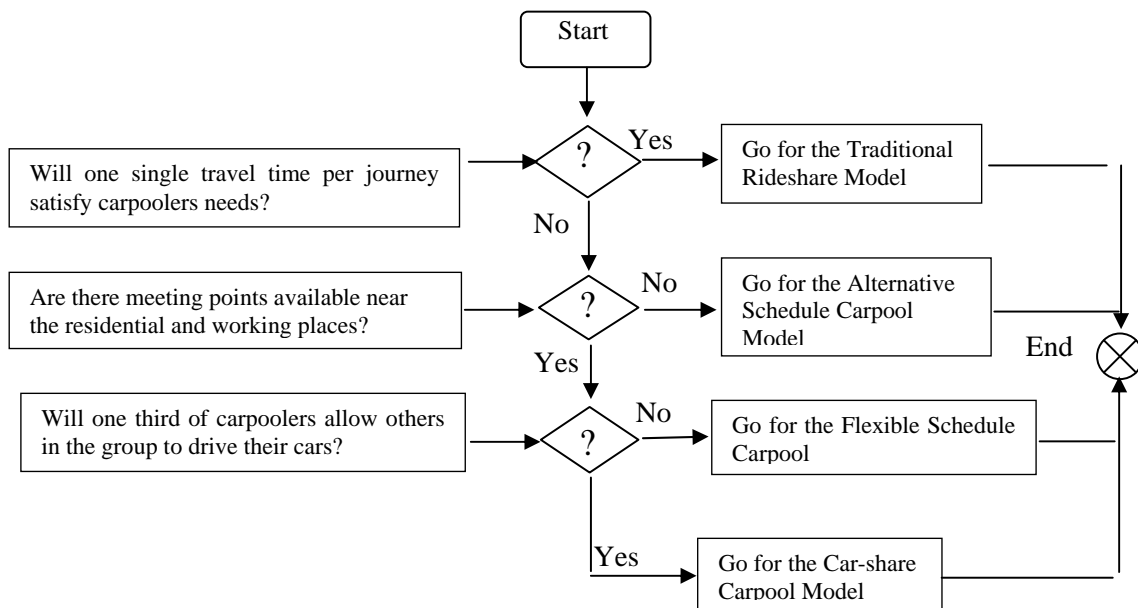 Start
?
Yes
Will one single travel time per journey
satisfy carpoolers needs?
Go for the Traditional
Rideshare Model
No
?
No
Are there meeting points available near
the residential and working places?
Go for the Alternative
Schedule Carpool
Model
End
Yes
?
No
Will one third of carpoolers allow others
in the group to drive their cars?
Go for the Flexible Schedule
Carpool
Yes
Go for the Car-share
Carpool Model